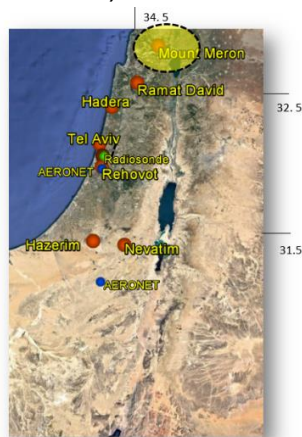 34.5
Mount Meron
Ramat David
Hadera
32.5
Tel Aviv
Radiosonde
AERONET
Rehovot
Hazerim
Nevatim
31.5
AERONET